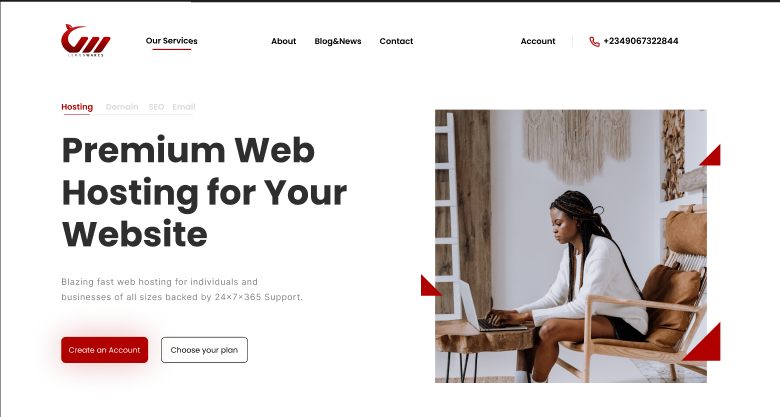 Our Services
About
Blog&News
Contact
Account
+2349067322844
Hosting
Domain
SEO
Email
Premium Web
Hosting for Your
Website
Blazing fast web hosting for individuals and
businesses of all sizes backed by 24×7×365 Support.
Create an Account
Choose your plan